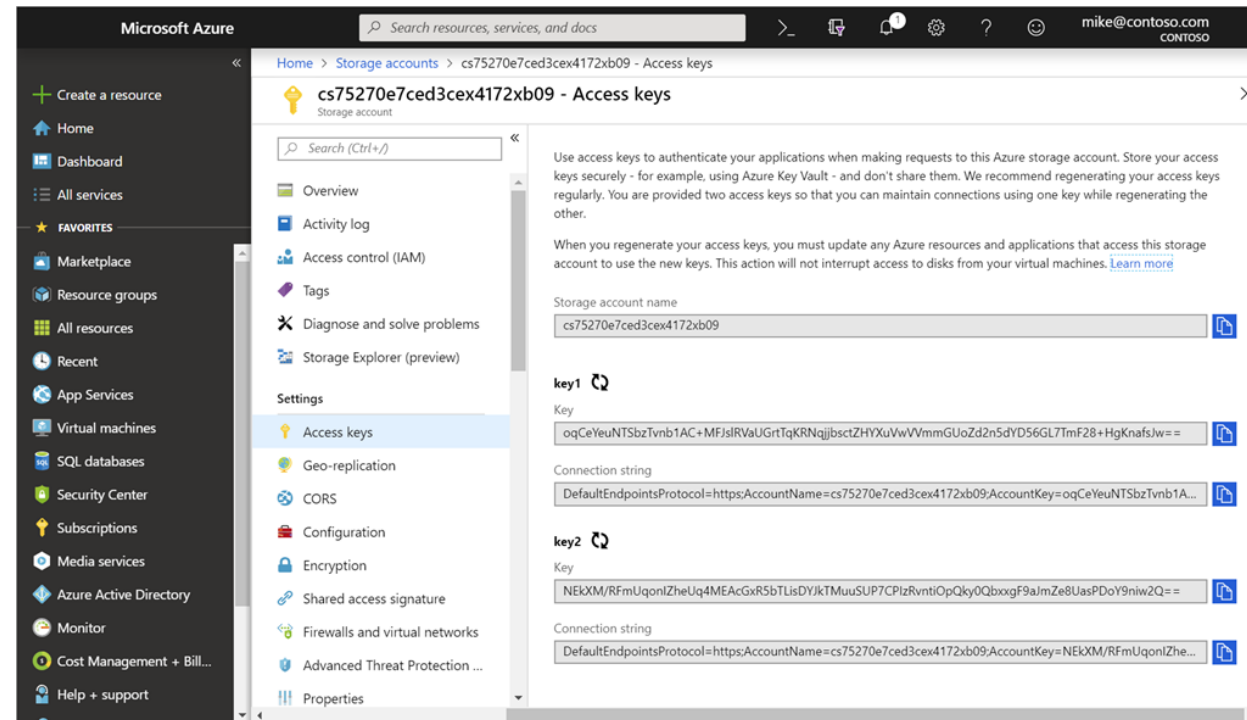 Microsoft Azure
Search resources, services, and docs
1
mike@contoso.com
CONTOSO
Create a resource
Home
Dashboard
All services
FAVORITES
Marketplace
Resource groups
All resources
Recent
App Services
Virtual machines
SQL databases
Security Center
Subscriptions
Media services
Azure Active Directory
Monitor
Cost Management + Bill...
Help + support
Home > Storage accounts > cs75270e7ced3cex4172xb09 - Access keys
cs75270e7ced3cex4172xb09 - Access keys
Storage account
Search (Ctrl+/)
Overview
Activity log
Access control (IAM)
Tags
Diagnose and solve problems
Storage Explorer (preview)
Settings
Access keys
Geo-replication
CORS
Configuration
Encryption
Shared access signature
Firewalls and virtual networks
Advanced Threat Protection ...
Properties
Use access keys to authenticate your applications when making requests to this Azure storage account. Store your access
keys securely - for example, using Azure Key Vault - and don't share them. We recommend regenerating your access keys
regularly. You are provided two access keys so that you can maintain connections using one key while regenerating the
other.
When you regenerate your access keys, you must update any Azure resources and applications that access this storage
account to use the new keys. This action will not interrupt access to disks from your virtual machines. Learn more
Storage account name
cs75270e7ced3cex4172xb09
key1
Key
oqCeYeuNTSbzTvnb1AC+MFJslRVaUGrtTqKRNqjjbsctZHYXuVwVVmmGUoZd2n5dYD56GL7TmF28+HgKnafsJw==
Connection string
DefaultEndpointsProtocol=https;AccountName=cs75270e7ced3cex4172xb09;AccountKey=oqCeYeuNTSbzTvnb1A...
key2
Key
NEkXM/RFmUqonIZheUq4MEAcGxR5bTLisDYJkTMuuSUP7CPIzRvntiOpQky0QbxxgF9aJmZe8UasPDoY9niw2Q==
Connection string
DefaultEndpointsProtocol=https;AccountName=cs75270e7ced3cex4172xb09;AccountKey=NEkXM/RFmUqonIZhe...